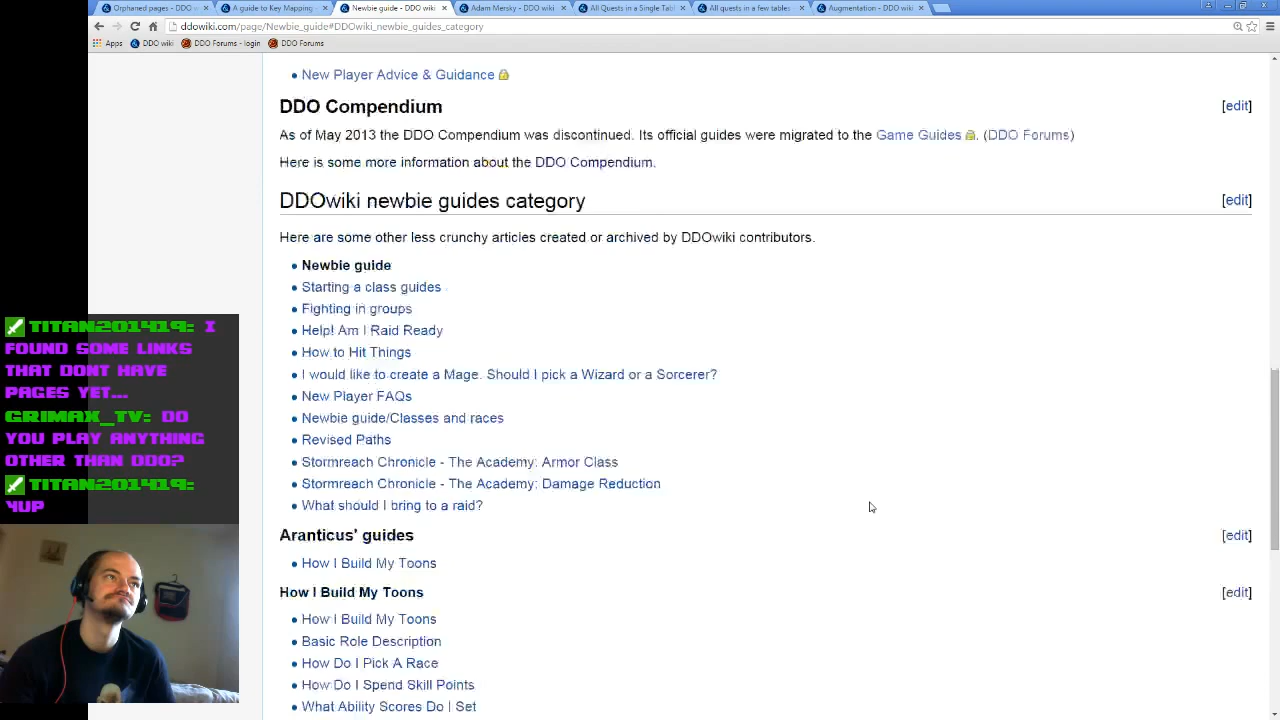 Orphaned pages - DDO w
A guide to Key Mapping -
Newbie guide - DDO wiki
Adam Mersky - DDO wiki
All Quests in a Single Tabl
All quests in a few tables
Augmentation - DDO wiki
ddowiki.com/page/Newbie_guide#DDOwiki_newbie_guides_category
Apps DDO wiki DDO Forums - login DDO Forums
New Player Advice & Guidance
DDO Compendium [edit]
As of May 2013 the DDO Compendium was discontinued. Its official guides were migrated to the Game Guides . (DDO Forums)
Here is some more information about the DDO Compendium.
DDOwiki newbie guides category [edit]
Here are some other less crunchy articles created or archived by DDOwiki contributors.
Newbie guide
Starting a class guides
Fighting in groups
Help! Am I Raid Ready
How to Hit Things
I would like to create a Mage. Should I pick a Wizard or a Sorcerer?
New Player FAQs
Newbie guide/Classes and races
Revised Paths
Stormreach Chronicle - The Academy: Armor Class
Stormreach Chronicle - The Academy: Damage Reduction
What should I bring to a raid?
Aranticus' guides [edit]
How I Build My Toons
How I Build My Toons [edit]
How I Build My Toons
Basic Role Description
How Do I Pick A Race
How Do I Spend Skill Points
What Ability Scores Do I Set
TITAN201419: I
FOUND SOME LINKS
THAT DONT HAVE
PAGES YET...
GRIMAX_TV: DO
YOU PLAY ANYTHING
OTHER THAN DDO?
TITAN201419:
YUP